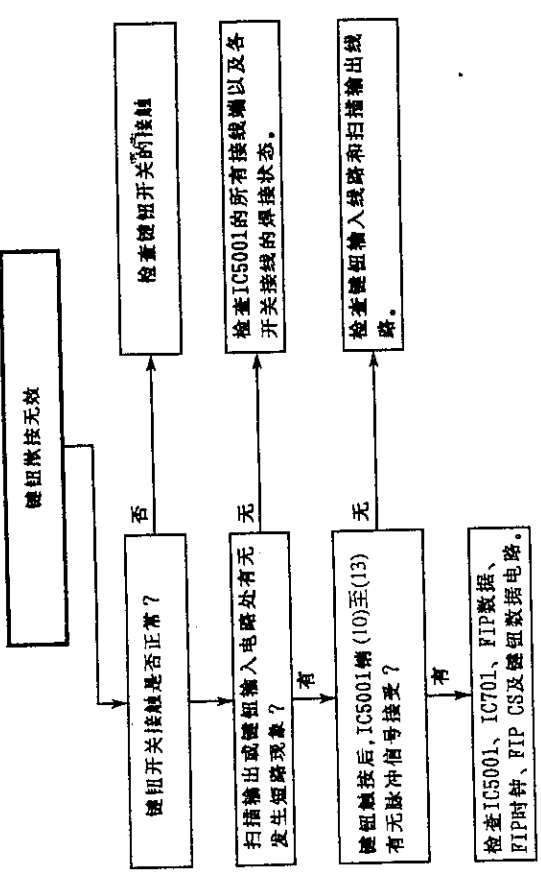 键钮揿按无效
键钮开关接触是否正常?
否
检查键钮开关的接触
扫描输出或键钮输入电路处有无
发生短路现象?
无
检查IC5001的所有接线端以及各
开关接线的焊接状态。
有
键钮触按后,IC5001销(10)至(13)
有无脉冲信号接受?
无
检查键钮输入线路和扫描输出线
路。
有
检查IC5001、IC701、FIP数据、
FIP时钟、FIP CS及键钮数据电路。